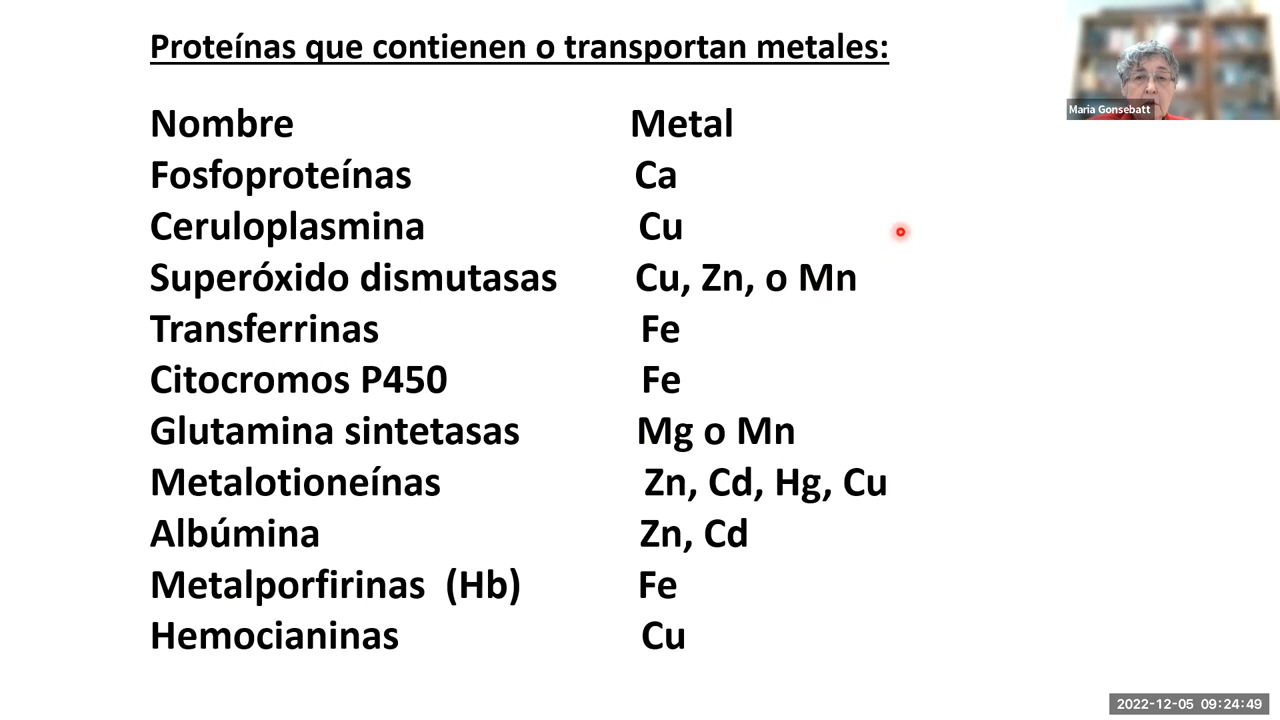 Proteínas que contienen o transportan metales:
Maria Gonsebatt
Nombre Metal
Fosfoproteínas Ca
Ceruloplasmina Cu
Superóxido dismutasas Cu, Zn, o Mn
Transferrinas Fe
Citocromos P450 Fe
Glutamina sintetasas Mg o Mn
Metalotioneínas Zn, Cd, Hg, Cu
Albúmina Zn, Cd
Metalporfirinas (Hb) Fe
Hemocianinas Cu
2022-12-05 09:24:49